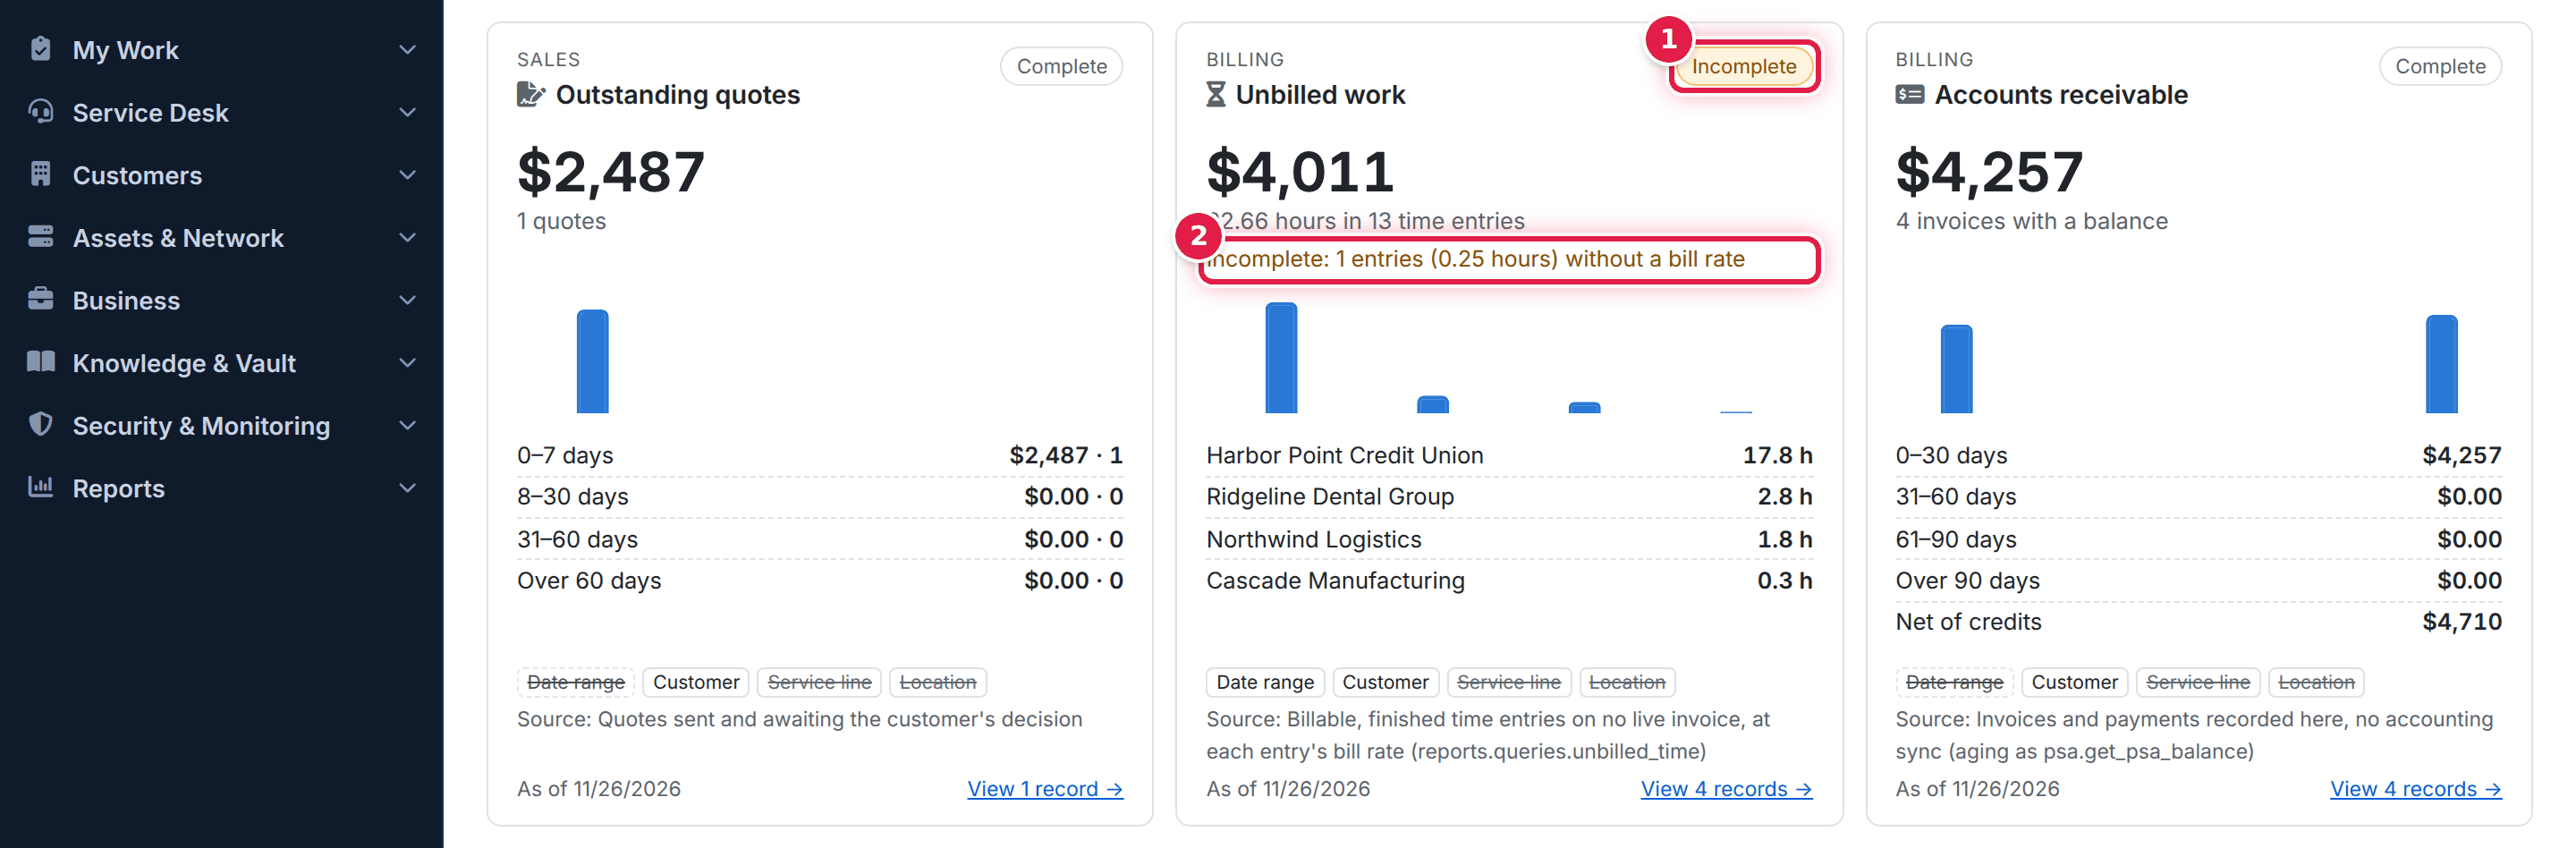 My Work
Service Desk
Customers
Assets & Network
Business
Knowledge & Vault
Security & Monitoring
Reports
SALES
Complete
Outstanding quotes
$2,487
1 quotes
0–7 days $2,487 · 1
8–30 days $0.00 · 0
31–60 days $0.00 · 0
Over 60 days $0.00 · 0
Date range Customer Service line Location
Source: Quotes sent and awaiting the customer's decision
As of 11/26/2026 View 1 record →
BILLING
1
Incomplete
Unbilled work
$4,011
2.66 hours in 13 time entries
2
Incomplete: 1 entries (0.25 hours) without a bill rate
Harbor Point Credit Union 17.8 h
Ridgeline Dental Group 2.8 h
Northwind Logistics 1.8 h
Cascade Manufacturing 0.3 h
Date range Customer Service line Location
Source: Billable, finished time entries on no live invoice, at
each entry's bill rate (reports.queries.unbilled_time)
As of 11/26/2026 View 4 records →
BILLING
Complete
Accounts receivable
$4,257
4 invoices with a balance
0–30 days $4,257
31–60 days $0.00
61–90 days $0.00
Over 90 days $0.00
Net of credits $4,710
Date range Customer Service line Location
Source: Invoices and payments recorded here, no accounting
sync (aging as psa.get_psa_balance)
As of 11/26/2026 View 4 records →